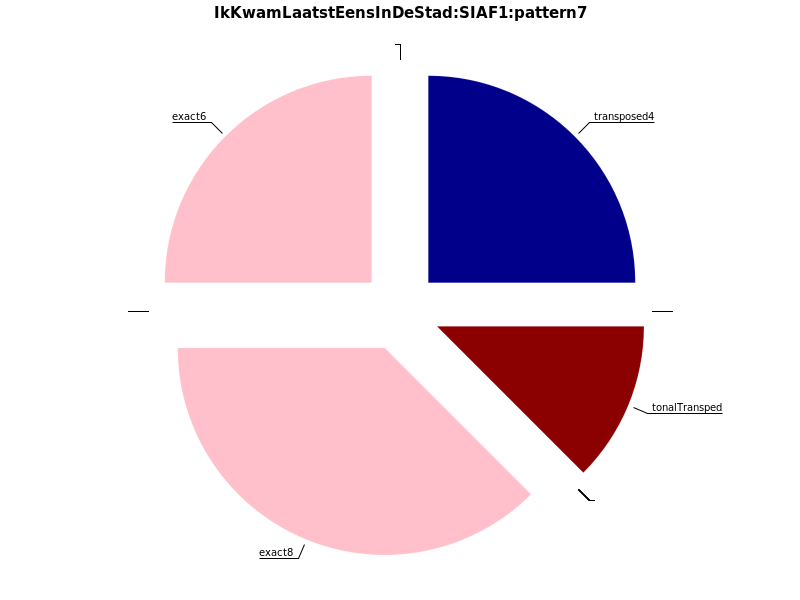 IkKwamLaatstEensInDeStad:SIAF1:pattern7
exact6
transposed4
tonalTransped
exact8